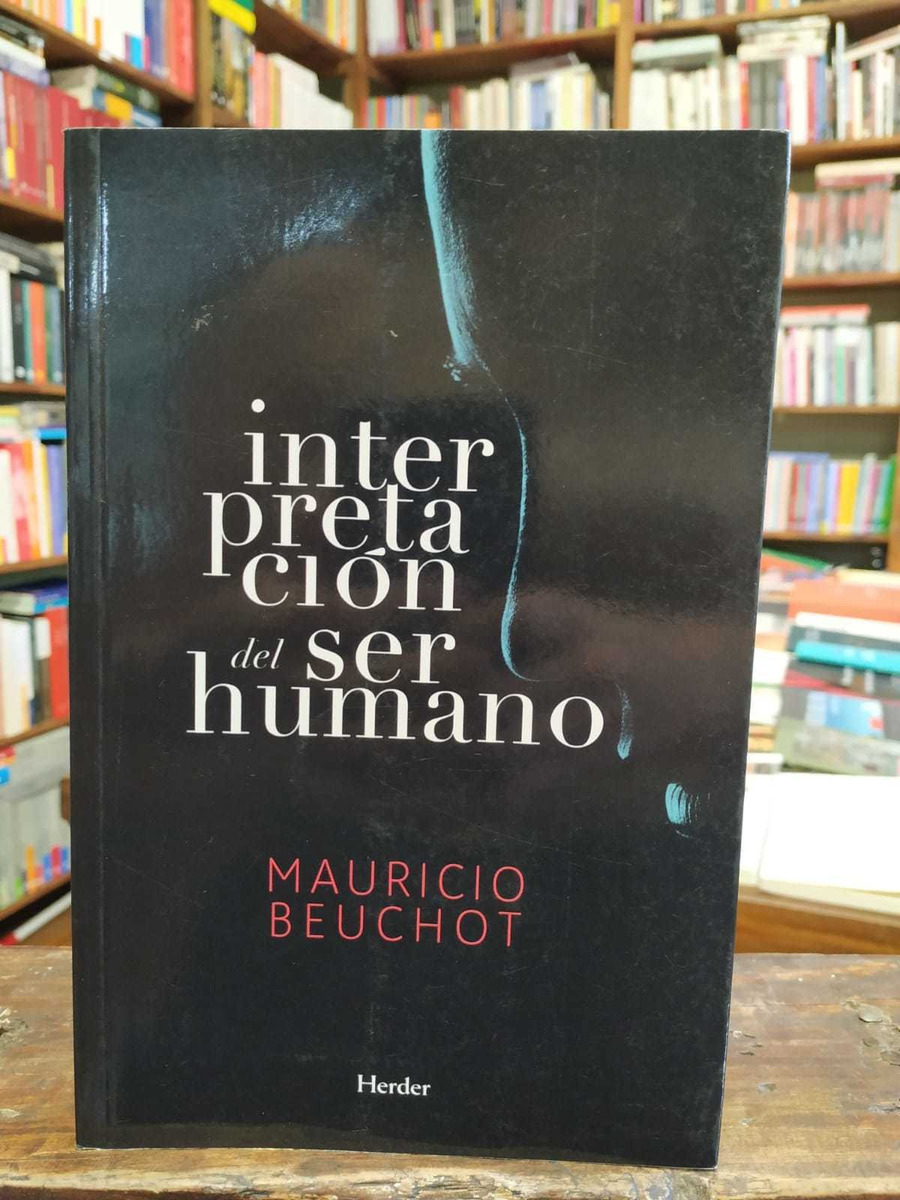 inter
preta
ción
del ser
humano
MAURICIO
BEUCHOT
Herder